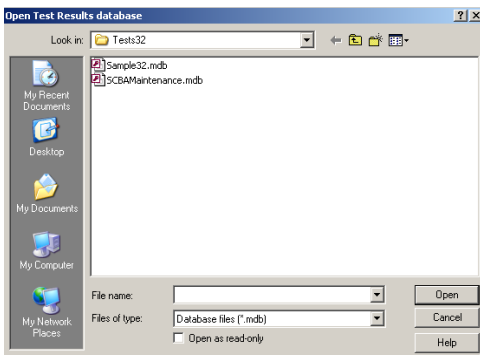 Open Test Results database
Look in:
Tests32
My Recent
Documents
Desktop
My Documents
My Computer
My Network
Places
Sample32.mdb
SCBAMaintenance.mdb
File name:
Open
Files of type:
Database files (*.mdb)
Cancel
Open as read-only
Help